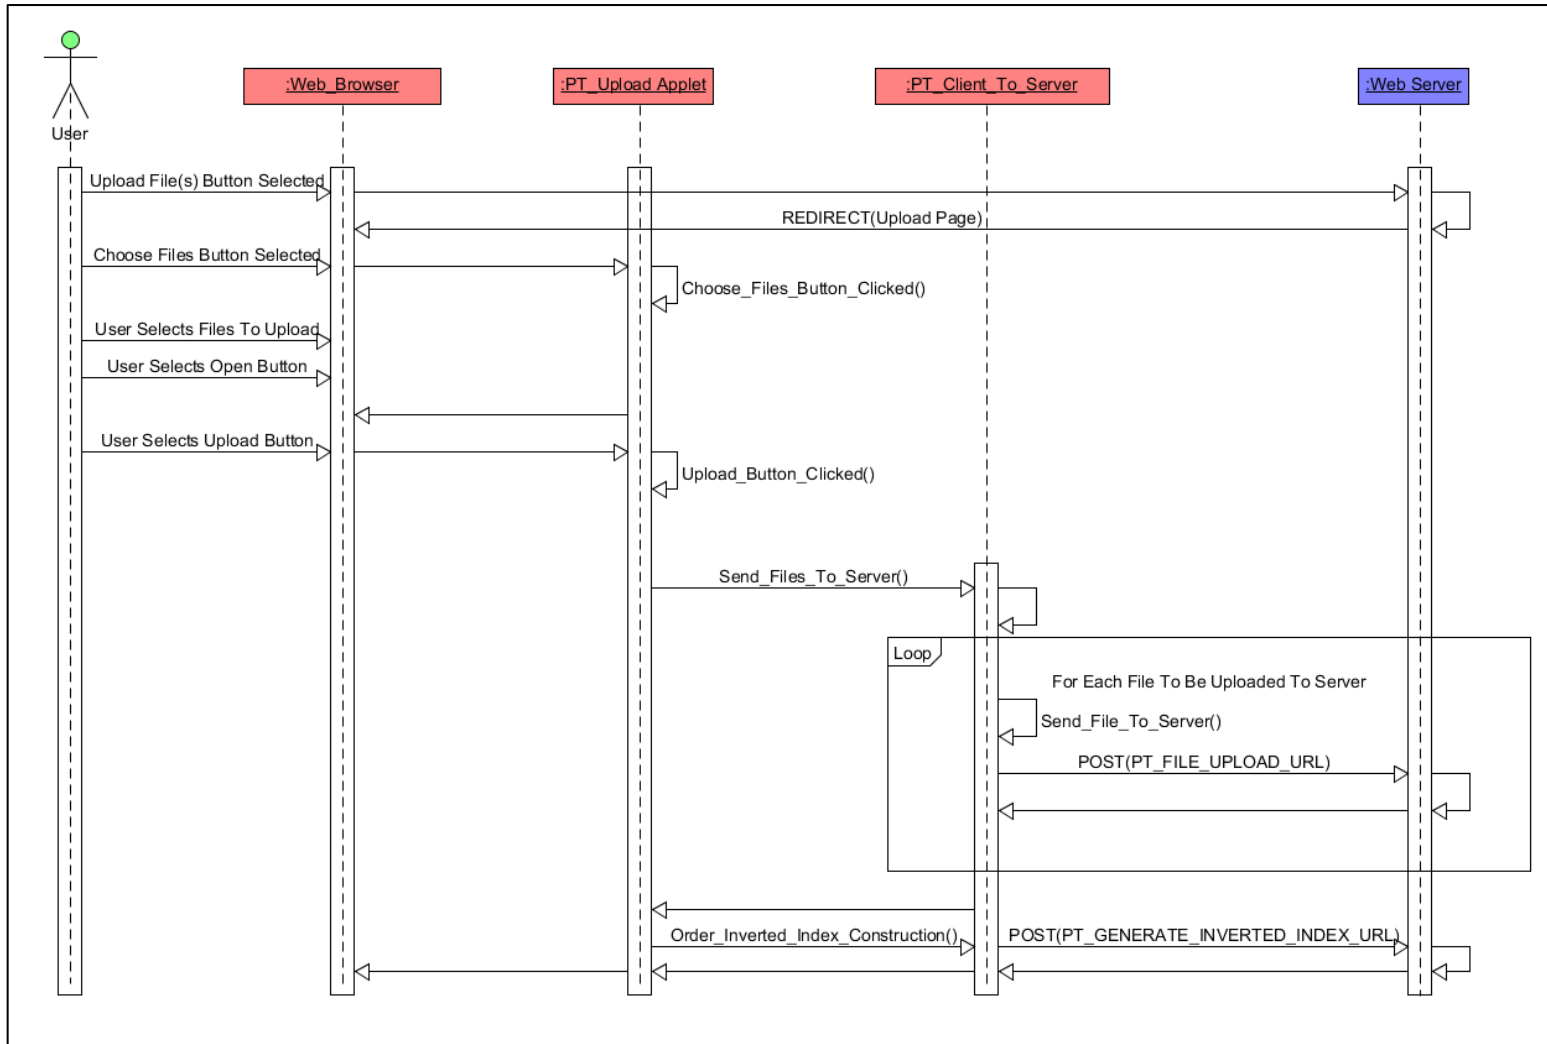 :Web_Browser
:PT_Upload Applet
:PT_Client_To_Server
:Web Server
User
Upload File(s) Button Selected
REDIRECT(Upload Page)
Choose Files Button Selected
Choose_Files_Button_Clicked()
User Selects Files To Upload
User Selects Open Button
User Selects Upload Button
Upload_Button_Clicked()
Send_Files_To_Server()
Loop
For Each File To Be Uploaded To Server
Send_File_To_Server()
POST(PT_FILE_UPLOAD_URL)
Order_Inverted_Index_Construction()
POST(PT_GENERATE_INVERTED_INDEX_URL)